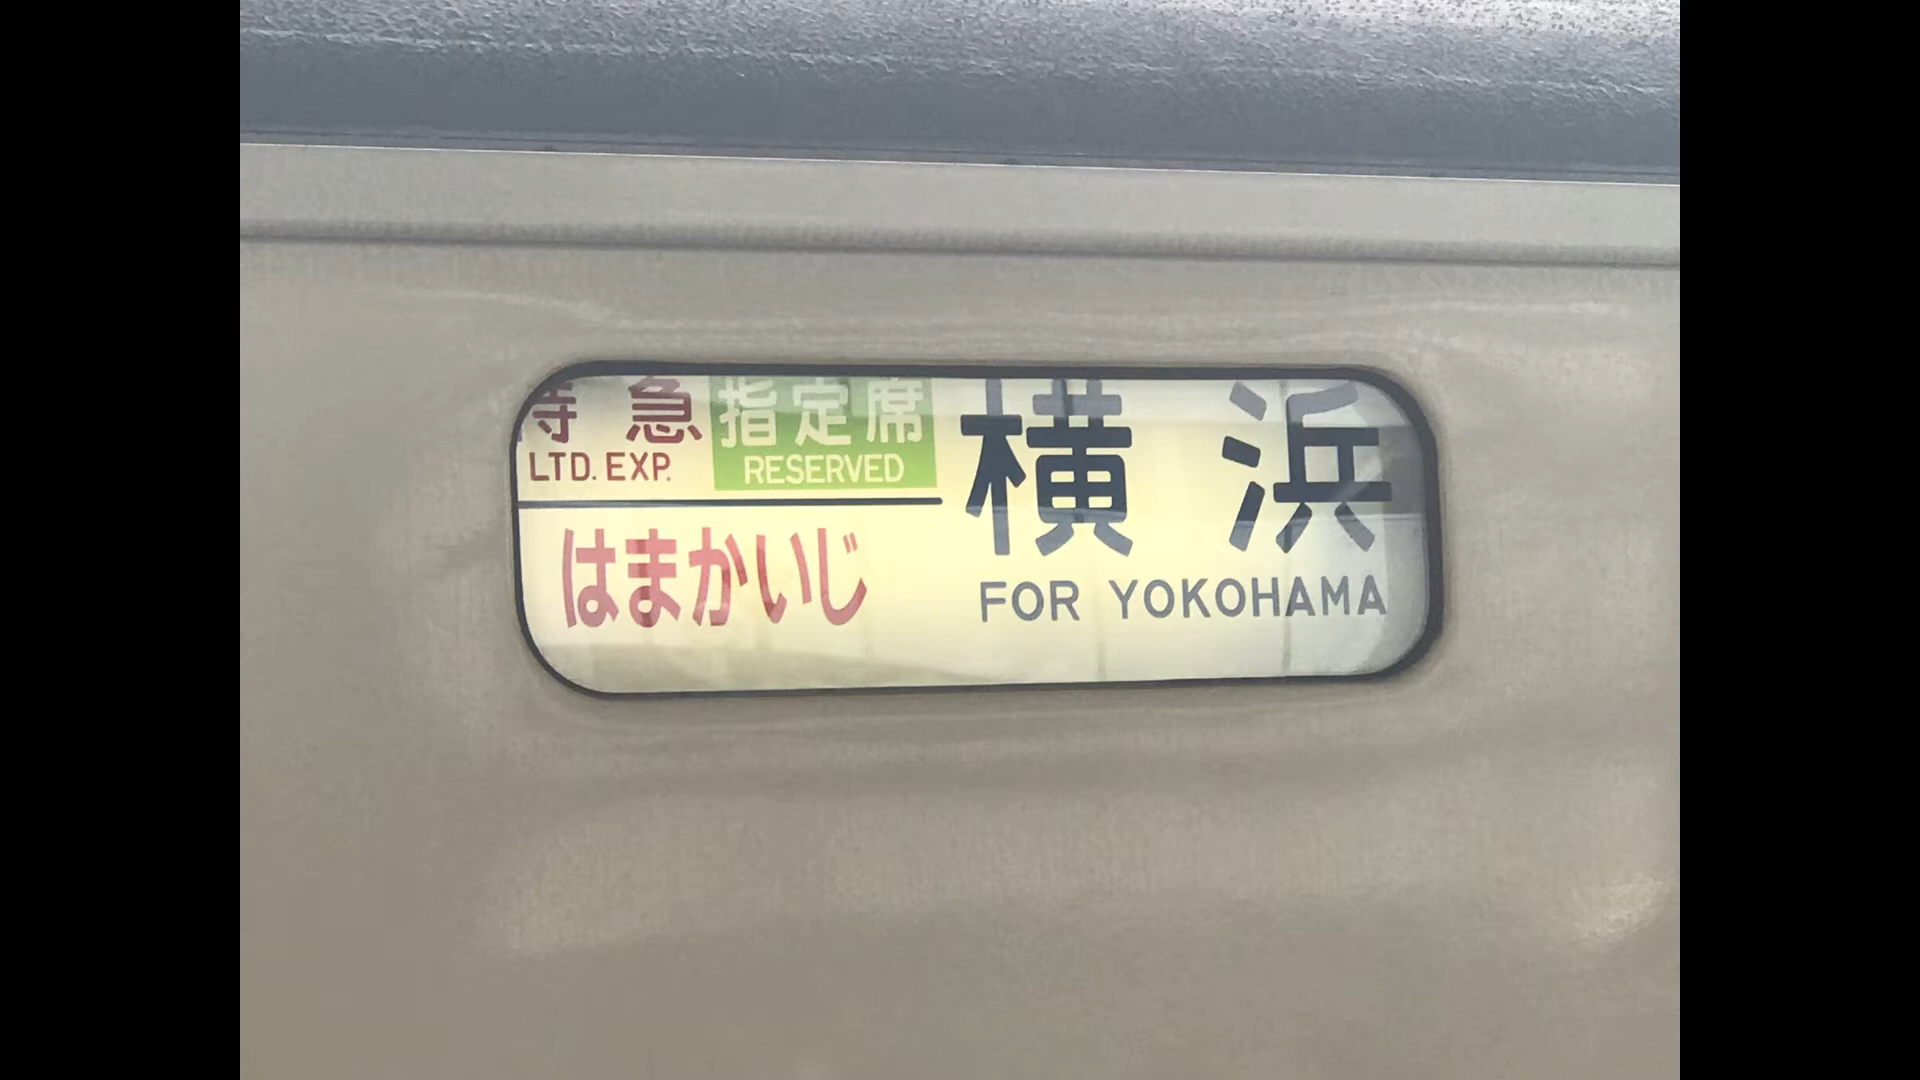 特急 指定席
LTD. EXP. RESERVED
はまかいじ
横浜
FOR YOKOHAMA